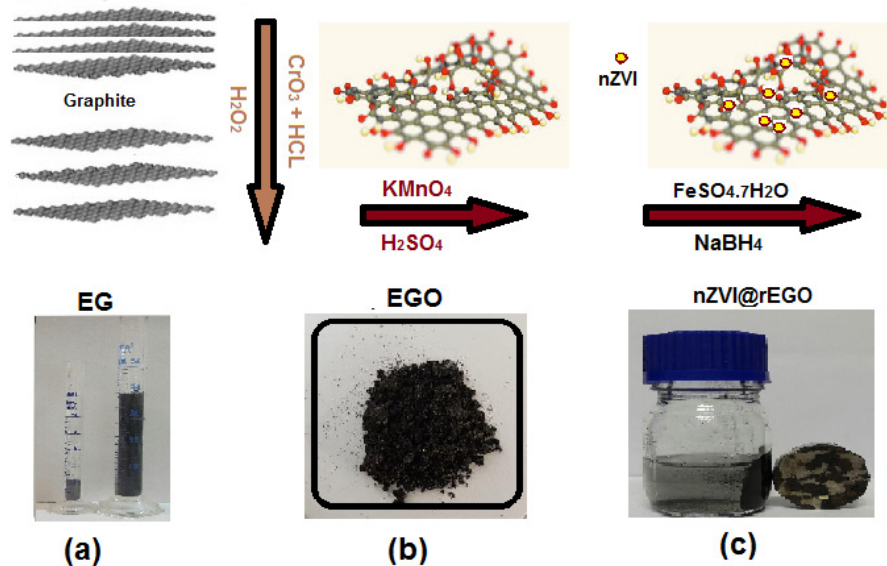 Graphite
CrO3 + HCL
H2O2
nZVI
KMnO4
H2SO4
FeSO4.7H2O
NaBH4
EG
EGO
nZVI@rEGO
(a)
(b)
(c)